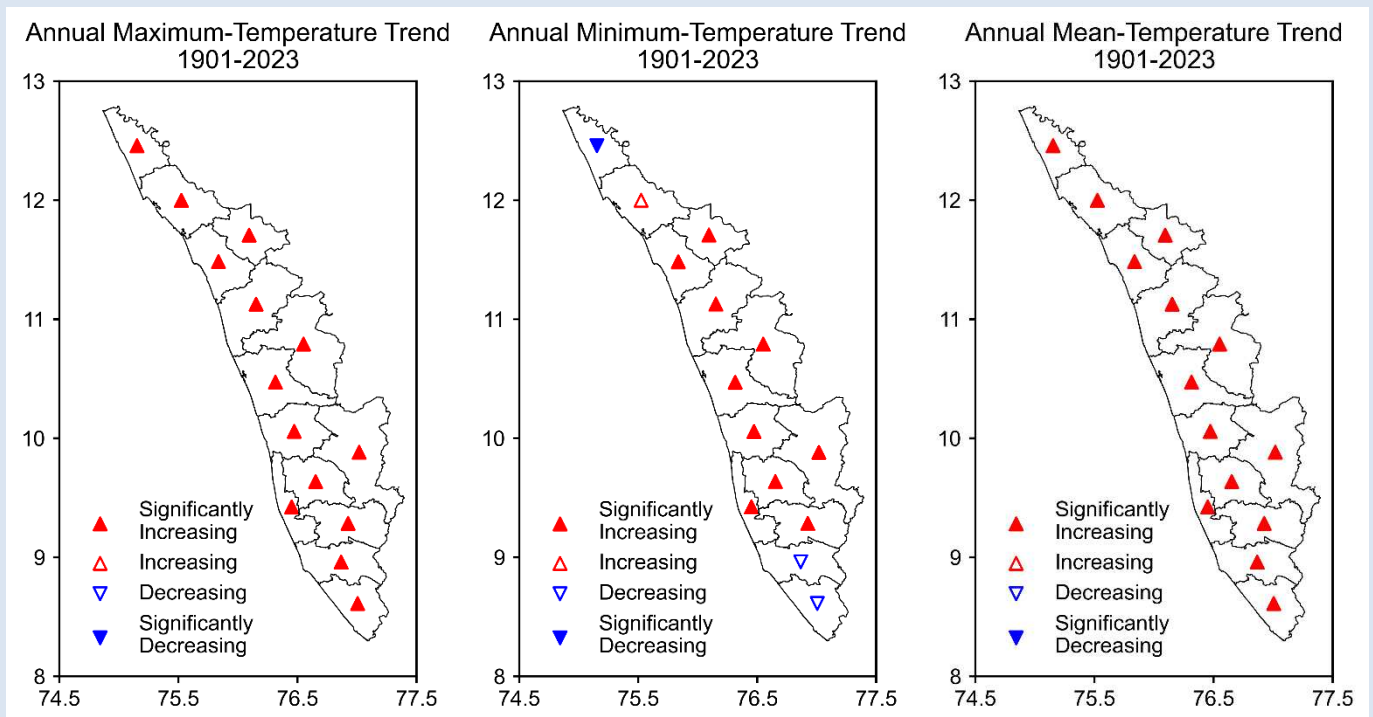 Annual Maximum-Temperature Trend
1901-2023
13
12
11
10
9
8
74.5 75.5 76.5 77.5
Significantly
Increasing
Increasing
Decreasing
Significantly
Decreasing
Annual Minimum-Temperature Trend
1901-2023
13
12
11
10
9
8
74.5 75.5 76.5 77.5
Significantly
Increasing
Increasing
Decreasing
Significantly
Decreasing
Annual Mean-Temperature Trend
1901-2023
13
12
11
10
9
8
74.5 75.5 76.5 77.5
Significantly
Increasing
Increasing
Decreasing
Significantly
Decreasing